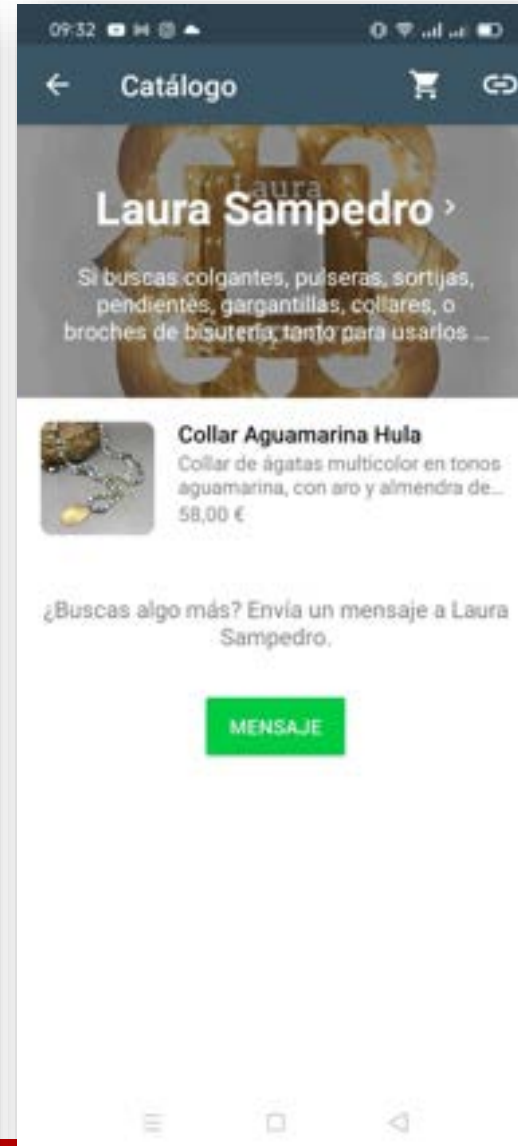 09:32
Catálogo
Laura
Laura Sampedro
Si buscas colgantes, pulseras, sortijas,
pendientes, gargantillas, collares, o
broches de bisutería, tanto para usarlos ...
Collar Aguamarina Hula
Collar de ágatas multicolor en tonos
aguamarina, con aro y almendra de...
58,00 €
¿Buscas algo más? Envía un mensaje a Laura
Sampedro.
MENSAJE